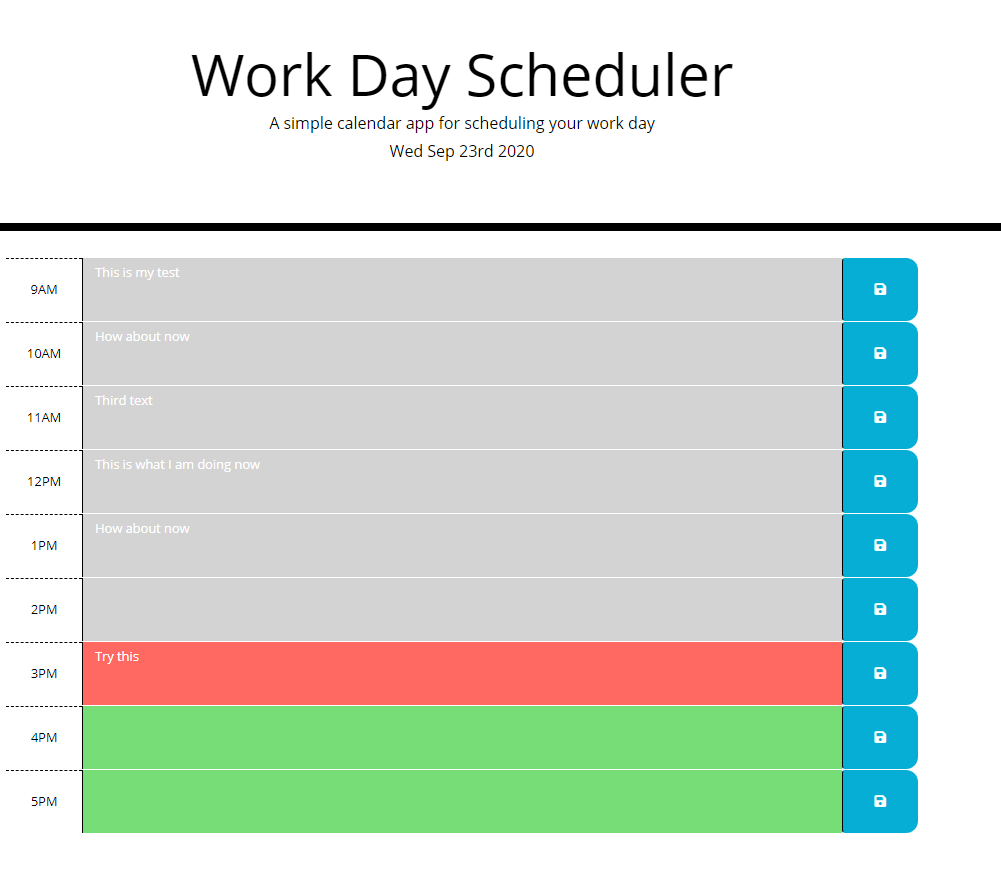 Work Day Scheduler
A simple calendar app for scheduling your work day
Wed Sep 23rd 2020
9AM This is my test
10AM How about now
11AM Third text
12PM This is what I am doing now
1PM How about now
2PM
3PM Try this
4PM
5PM